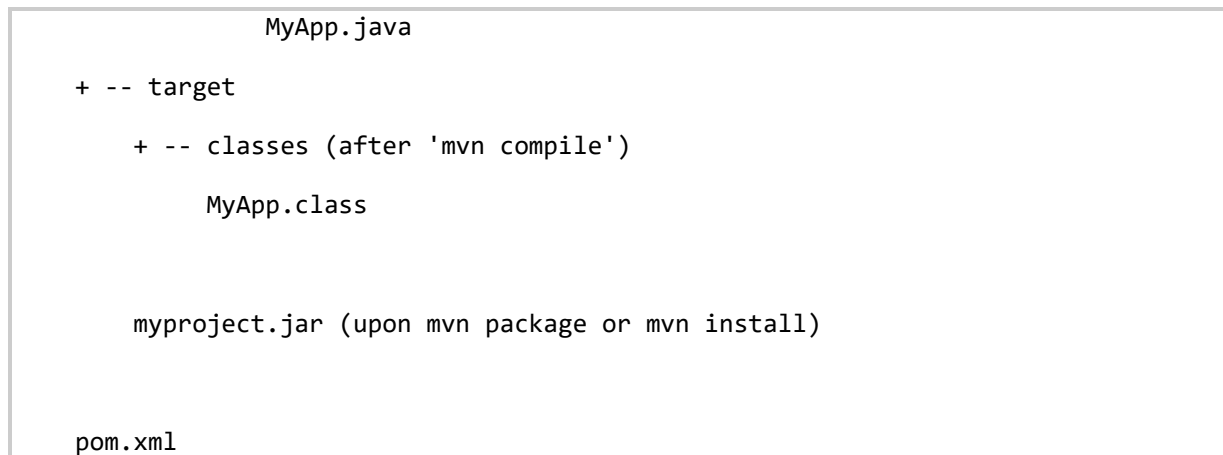 MyApp.java
+ -- target
+ -- classes (after 'mvn compile')
MyApp.class
myproject.jar (upon mvn package or mvn install)
pom.xml